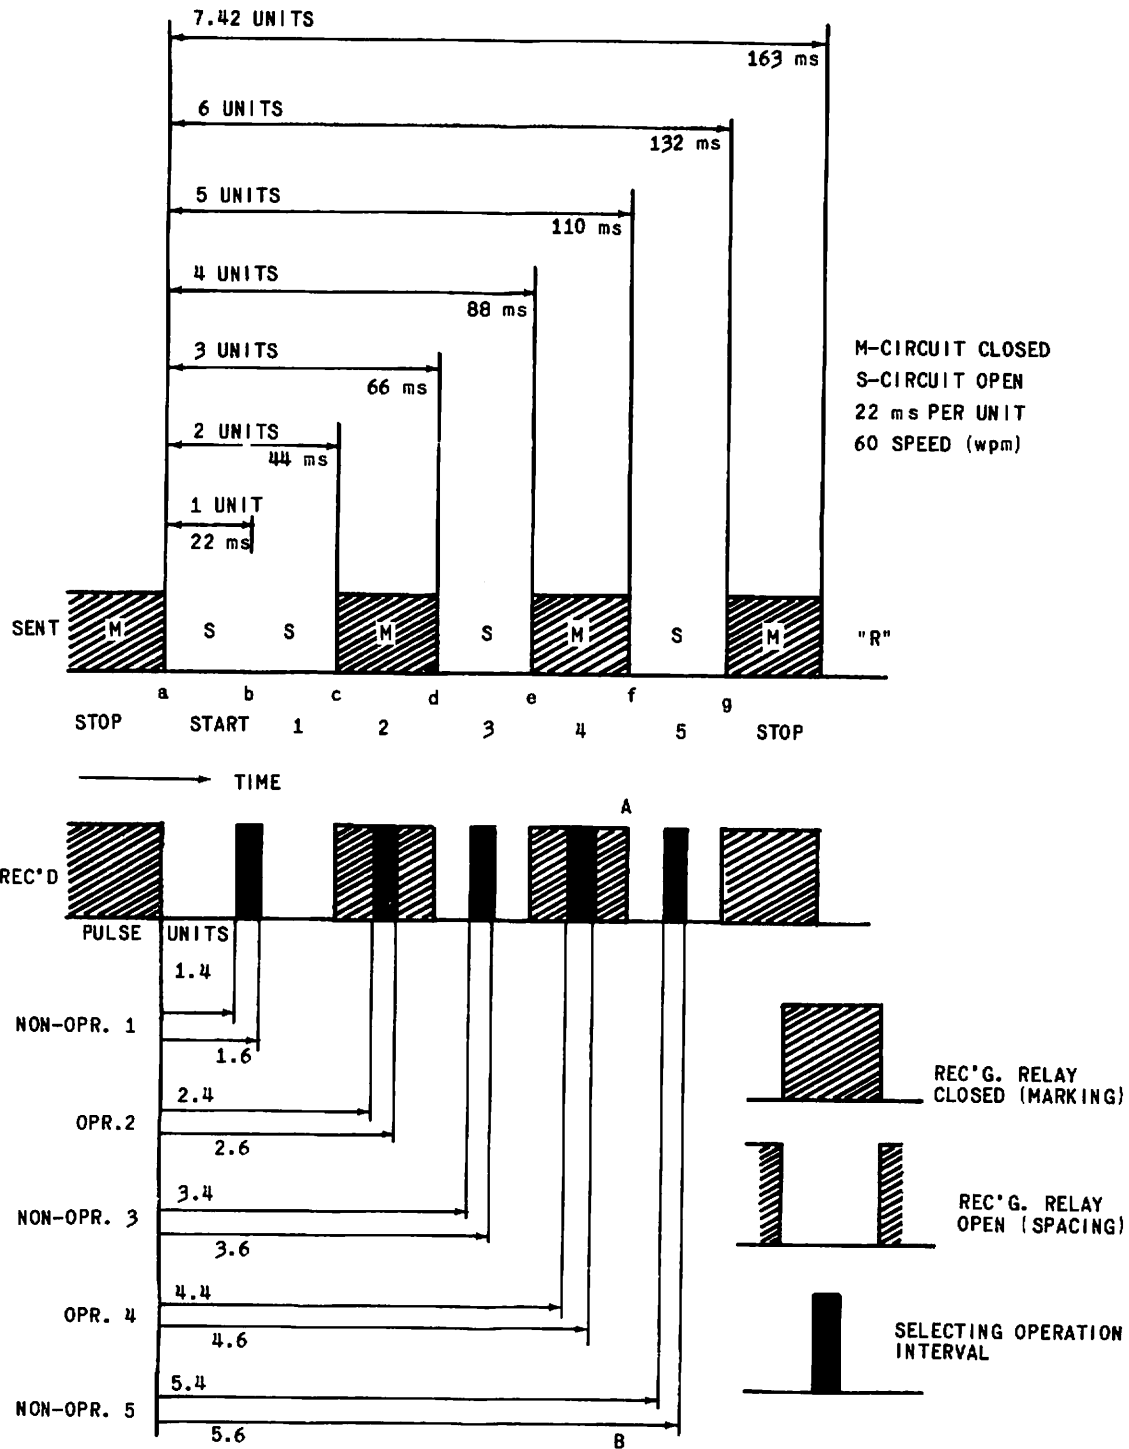 7.42 UNITS
163 ms
6 UNITS
132 ms
5 UNITS
110 ms
4 UNITS
88 ms
3 UNITS
66 ms
2 UNITS
44 ms
1 UNIT
22 ms
M-CIRCUIT CLOSED
S-CIRCUIT OPEN
22 ms PER UNIT
60 SPEED (wpm)
SENT M S S M S M S M "R"
a b c d e f g
STOP START 1 2 3 4 5 STOP
TIME
A
REC'D
PULSE UNITS
1.4
NON-OPR. 1
1.6
2.4
OPR.2
2.6
3.4
NON-OPR. 3
3.6
4.4
OPR. 4
4.6
5.4
NON-OPR. 5
5.6
B
REC'G. RELAY
CLOSED (MARKING)
REC'G. RELAY
OPEN (SPACING)
SELECTING OPERATION
INTERVAL